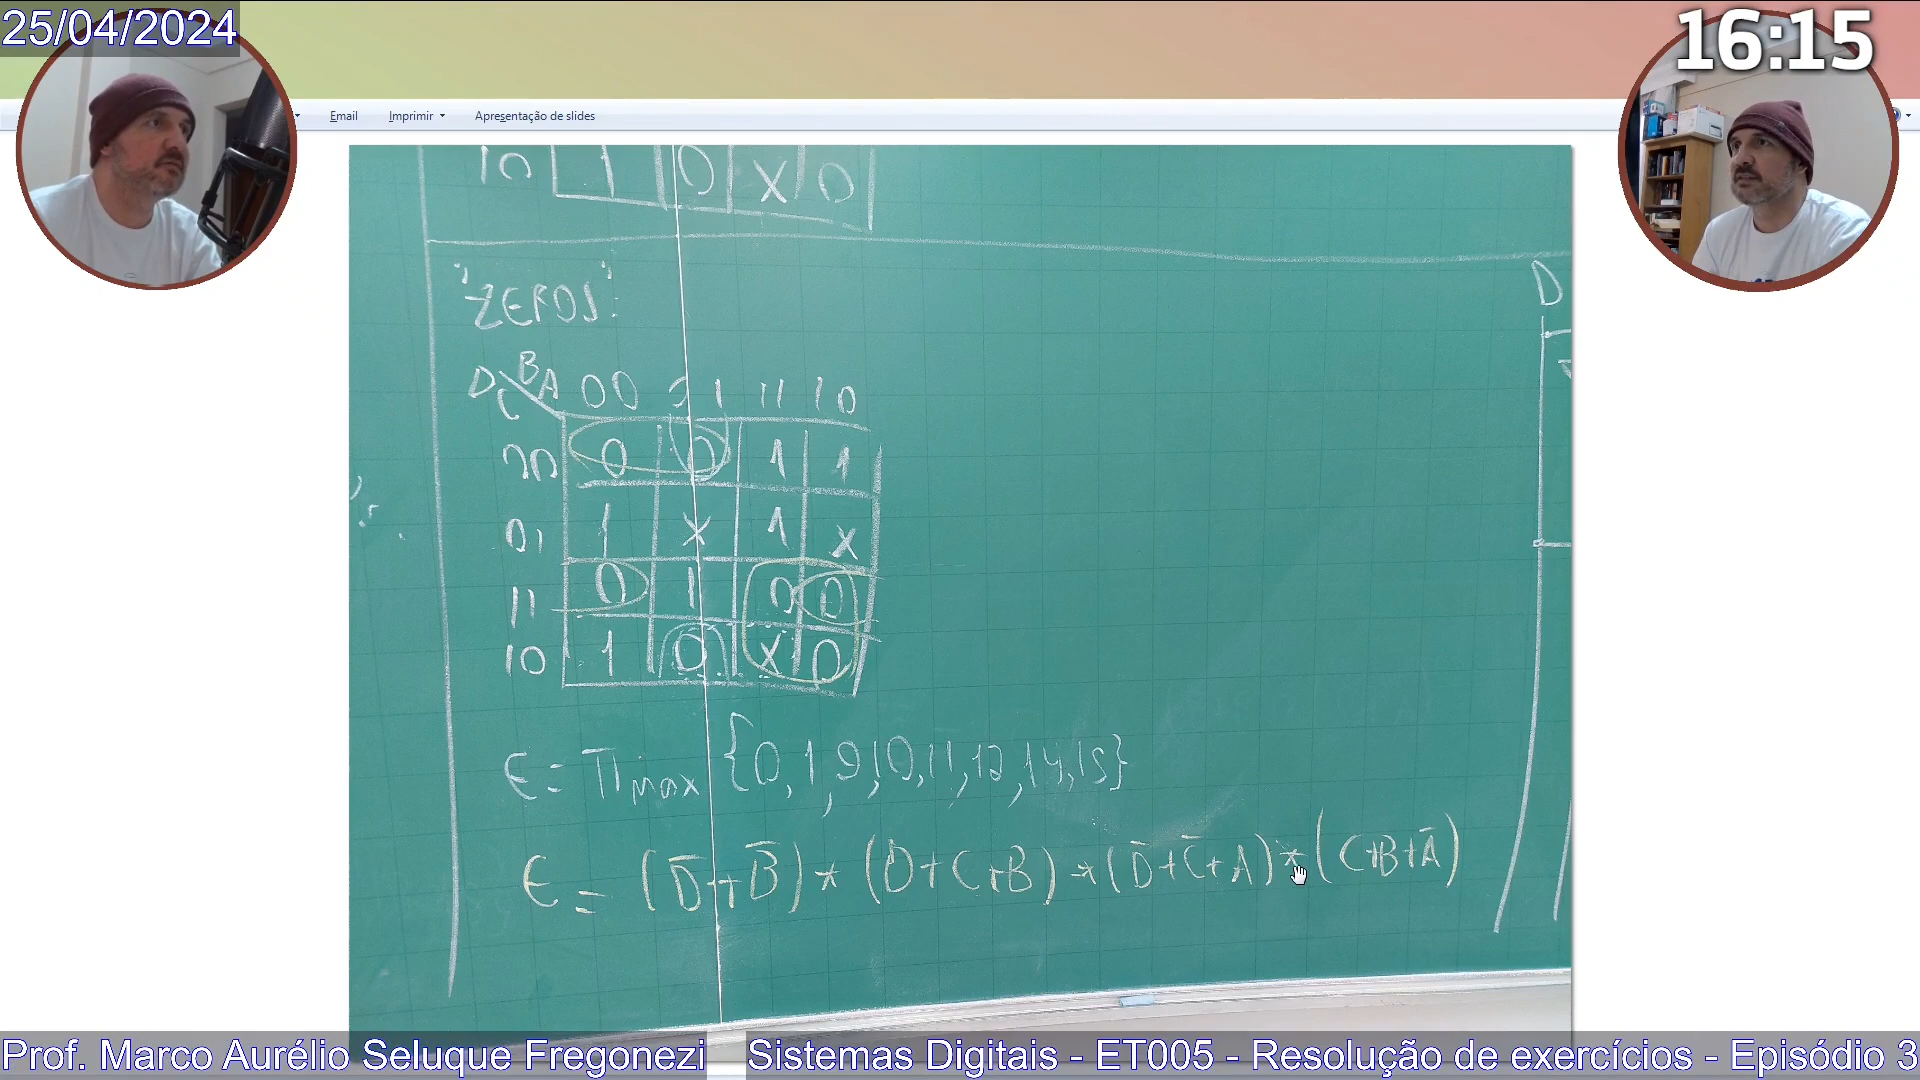 25/04/2024
16:15
Email Imprimir Apresentação de slides
10 1 0 X 0
"ZEROS":
D C B A 00 01 11 10
00 0 0 1 1
01 1 X 1 X
11 0 1 0 0
10 1 0 X 0
D
E = Π Max {0, 1, 9, 10, 11, 12, 14, 15}
E = (D̅ + B̅) * (D + C + B) * (D̅ + C̅ + A) * (C + B + A̅)
Prof. Marco Aurélio Seluque Fregonezi Sistemas Digitais - ET005 - Resolução de exercícios - Episódio 3